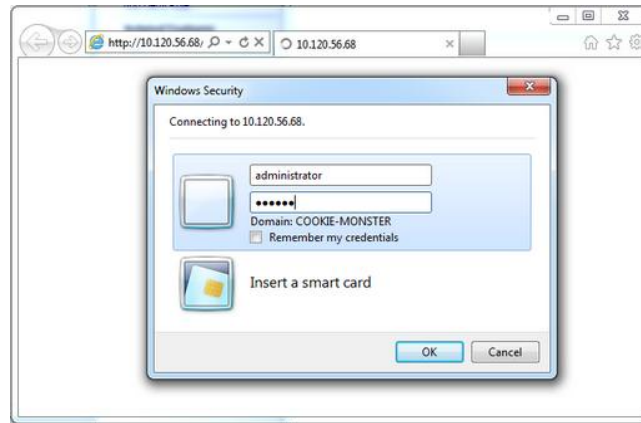 http://10.120.56.68/
10.120.56.68
Windows Security
Connecting to 10.120.56.68.
administrator
••••••
Domain: COOKIE-MONSTER
Remember my credentials
Insert a smart card
OK
Cancel